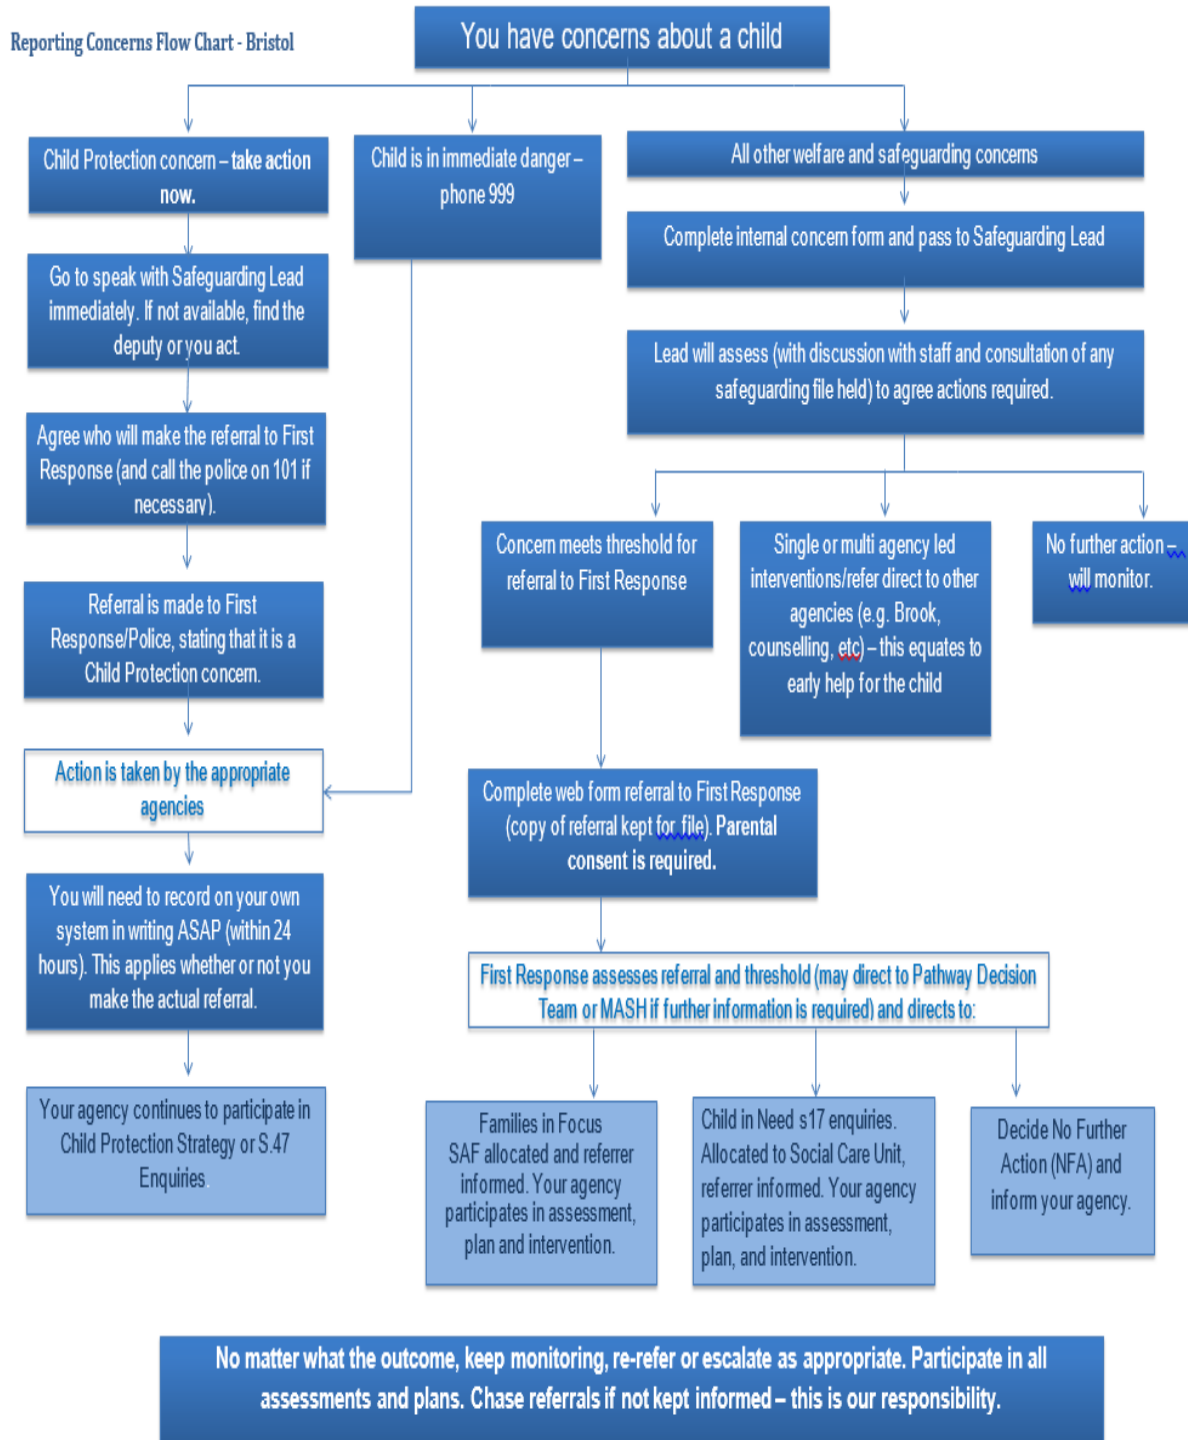 Reporting Concerns Flow Chart - Bristol
You have concerns about a child
Child Protection concern – take action
now.
Child is in immediate danger –
phone 999
All other welfare and safeguarding concerns
Go to speak with Safeguarding Lead
immediately. If not available, find the
deputy or you act.
Complete internal concern form and pass to Safeguarding Lead
Lead will assess (with discussion with staff and consultation of any
safeguarding file held) to agree actions required.
Agree who will make the referral to First
Response (and call the police on 101 if
necessary).
Concern meets threshold for
referral to First Response
Single or multi agency led
interventions/refer direct to other
agencies (e.g. Brook,
counselling, etc) – this equates to
early help for the child
No further action –
will monitor.
Referral is made to First
Response/Police, stating that it is a
Child Protection concern.
Action is taken by the appropriate
agencies
Complete web form referral to First Response
(copy of referral kept for file). Parental
consent is required.
You will need to record on your own
system in writing ASAP (within 24
hours). This applies whether or not you
make the actual referral.
First Response assesses referral and threshold (may direct to Pathway Decision
Team or MASH if further information is required) and directs to:
Your agency continues to participate in
Child Protection Strategy or S.47
Enquiries.
Families in Focus
SAF allocated and referrer
informed. Your agency
participates in assessment,
plan and intervention.
Child in Need s17 enquiries.
Allocated to Social Care Unit,
referrer informed. Your agency
participates in assessment,
plan, and intervention.
Decide No Further
Action (NFA) and
inform your agency.
No matter what the outcome, keep monitoring, re-refer or escalate as appropriate. Participate in all
assessments and plans. Chase referrals if not kept informed – this is our responsibility.